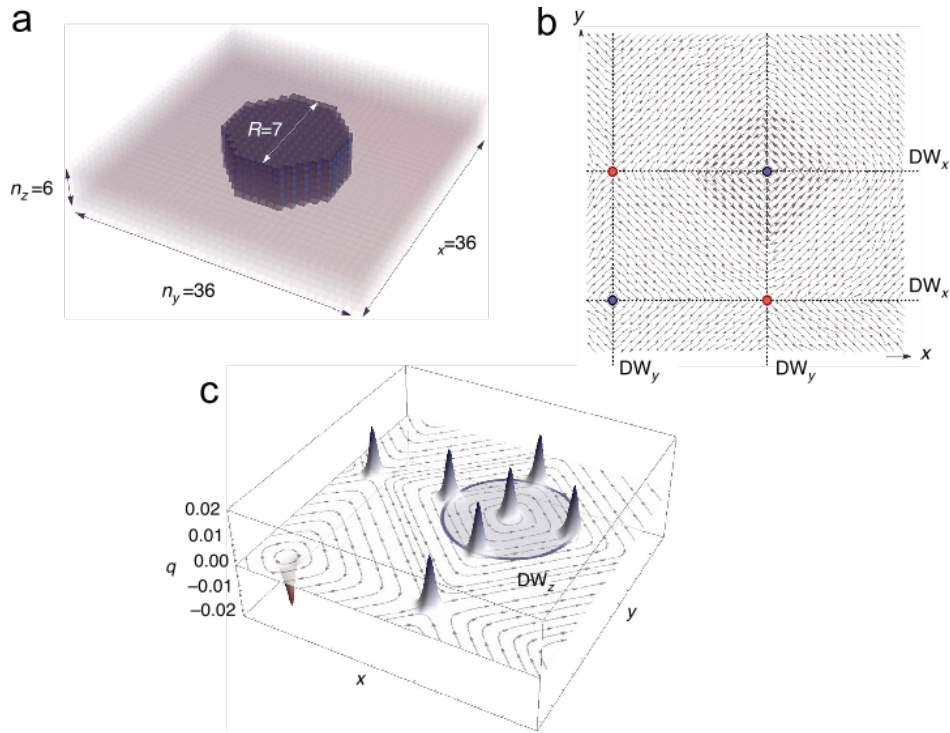 a
R=7
n_z=6
n_y=36
x=36
b
y
DW_x
DW_x
x
DW_y DW_y
c
0.02
0.01
0.00
−0.01
−0.02
q
DW_z
x
y